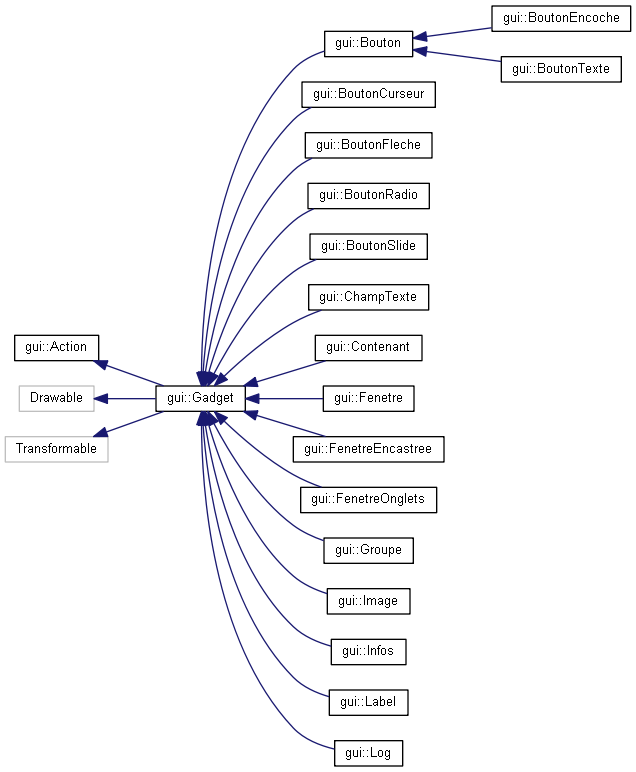 gui::BoutonEncoche
gui::Bouton
gui::BoutonTexte
gui::BoutonCurseur
gui::BoutonFleche
gui::BoutonRadio
gui::BoutonSlide
gui::ChampTexte
gui::Action
gui::Contenant
Drawable
gui::Gadget
gui::Fenetre
Transformable
gui::FenetreEncastree
gui::FenetreOnglets
gui::Groupe
gui::Image
gui::Infos
gui::Label
gui::Log